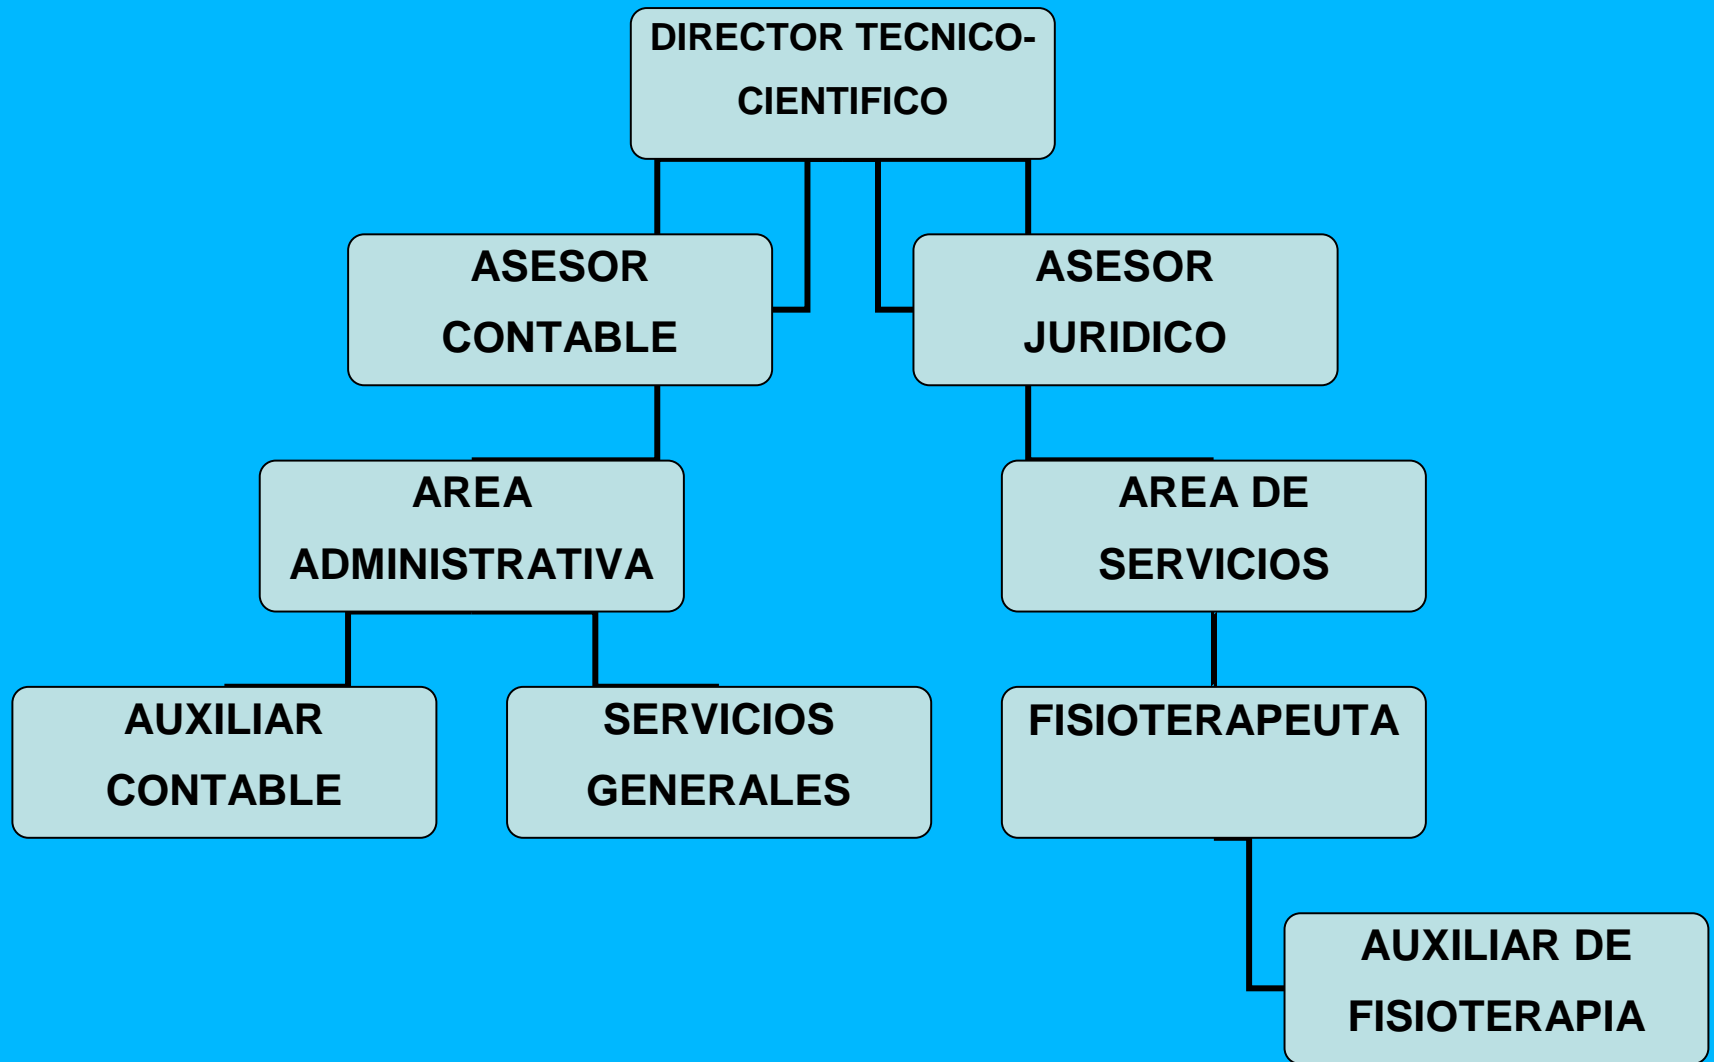 DIRECTOR TECNICO-
CIENTIFICO
ASESOR
CONTABLE
ASESOR
JURIDICO
AREA
ADMINISTRATIVA
AREA DE
SERVICIOS
AUXILIAR
CONTABLE
SERVICIOS
GENERALES
FISIOTERAPEUTA
AUXILIAR DE
FISIOTERAPIA